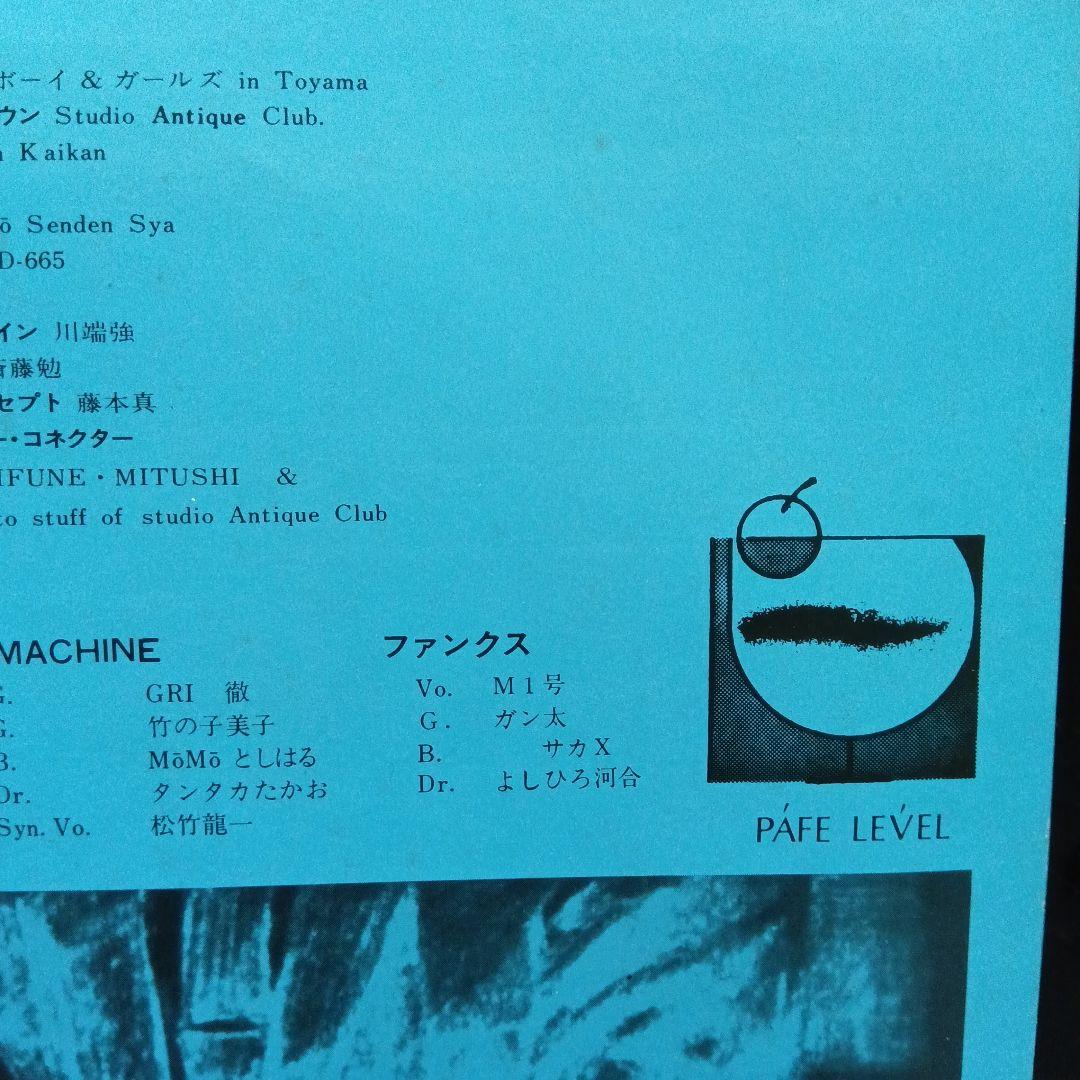 ボーイ & ガールズ in Toyama
ウン Studio Antique Club.
Kaikan
ō Senden Sya
D-665
イン 川端強
斎藤勉
セプト 藤本真
ー・コネクター
IFUNE・MITUSHI &
to stuff of studio Antique Club
MACHINE
G. GRI 徹
G. 竹の子美子
B. MōMō としはる
Dr. タンタカたかお
Syn. Vo. 松竹龍一
ファンクス
Vo. M1号
G. ガン太
B. サカX
Dr. よしひろ河合
PÁFE LEV́EL